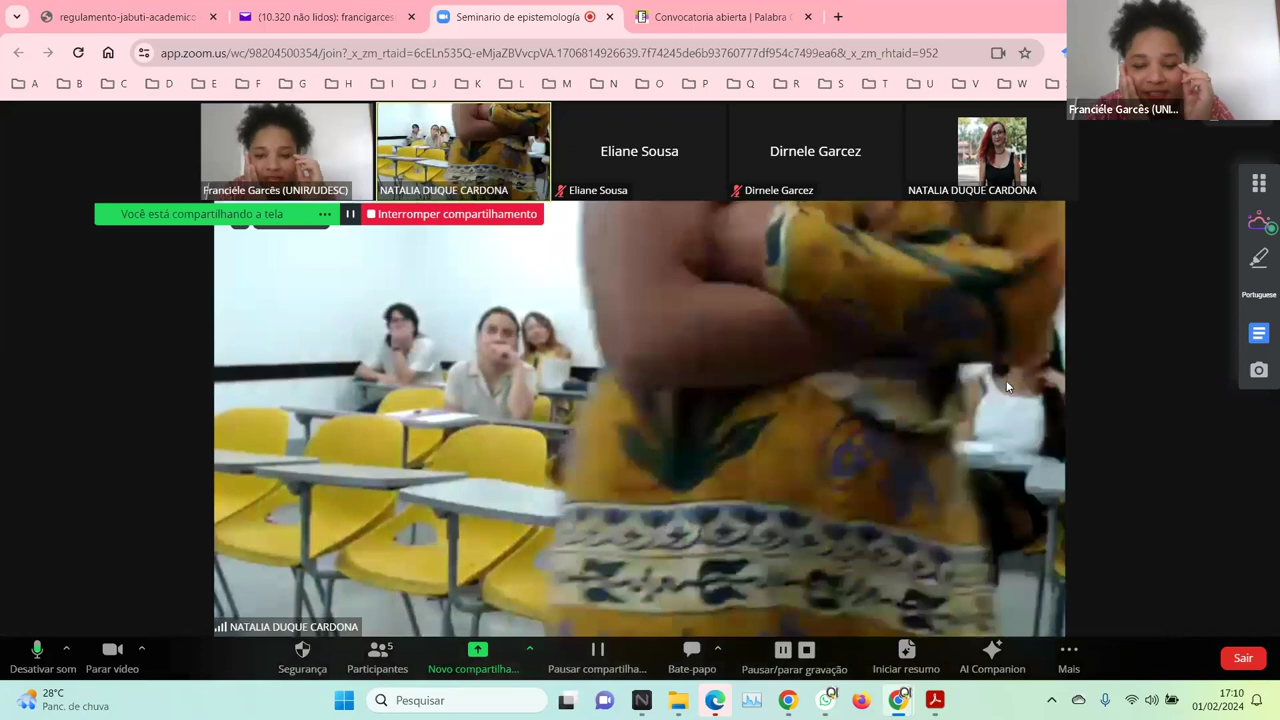 regulamento-jabuti-academico
(10.320 não lidos): francigarces
Seminario de epistemología
Convocatoria abierta | Palabra
app.zoom.us/wc/98204500354/join?_x_zm_rtaid=6cELn535Q-eMjaZBVvcpVA.1706814926639.7f74245de6b93760777df954c7499ea6&_x_zm_rhtaid=952
A B C D E F G H I J K L M N O P Q R S T U V W
Franciéle Garcês (UNI...
Eliane Sousa
Dirnele Garcez
Franciéle Garcês (UNIR/UDESC)
NATALIA DUQUE CARDONA
Eliane Sousa
Dirnele Garcez
NATALIA DUQUE CARDONA
Você está compartilhando a tela
Interromper compartilhamento
Portuguese
NATALIA DUQUE CARDONA
5
Desativar som
Parar vídeo
Segurança
Participantes
Novo compartilha...
Pausar compartilha...
Bate-papo
Pausar/parar gravação
Iniciar resumo
AI Companion
Mais
Sair
28°C
Panc. de chuva
Pesquisar
17:10
01/02/2024